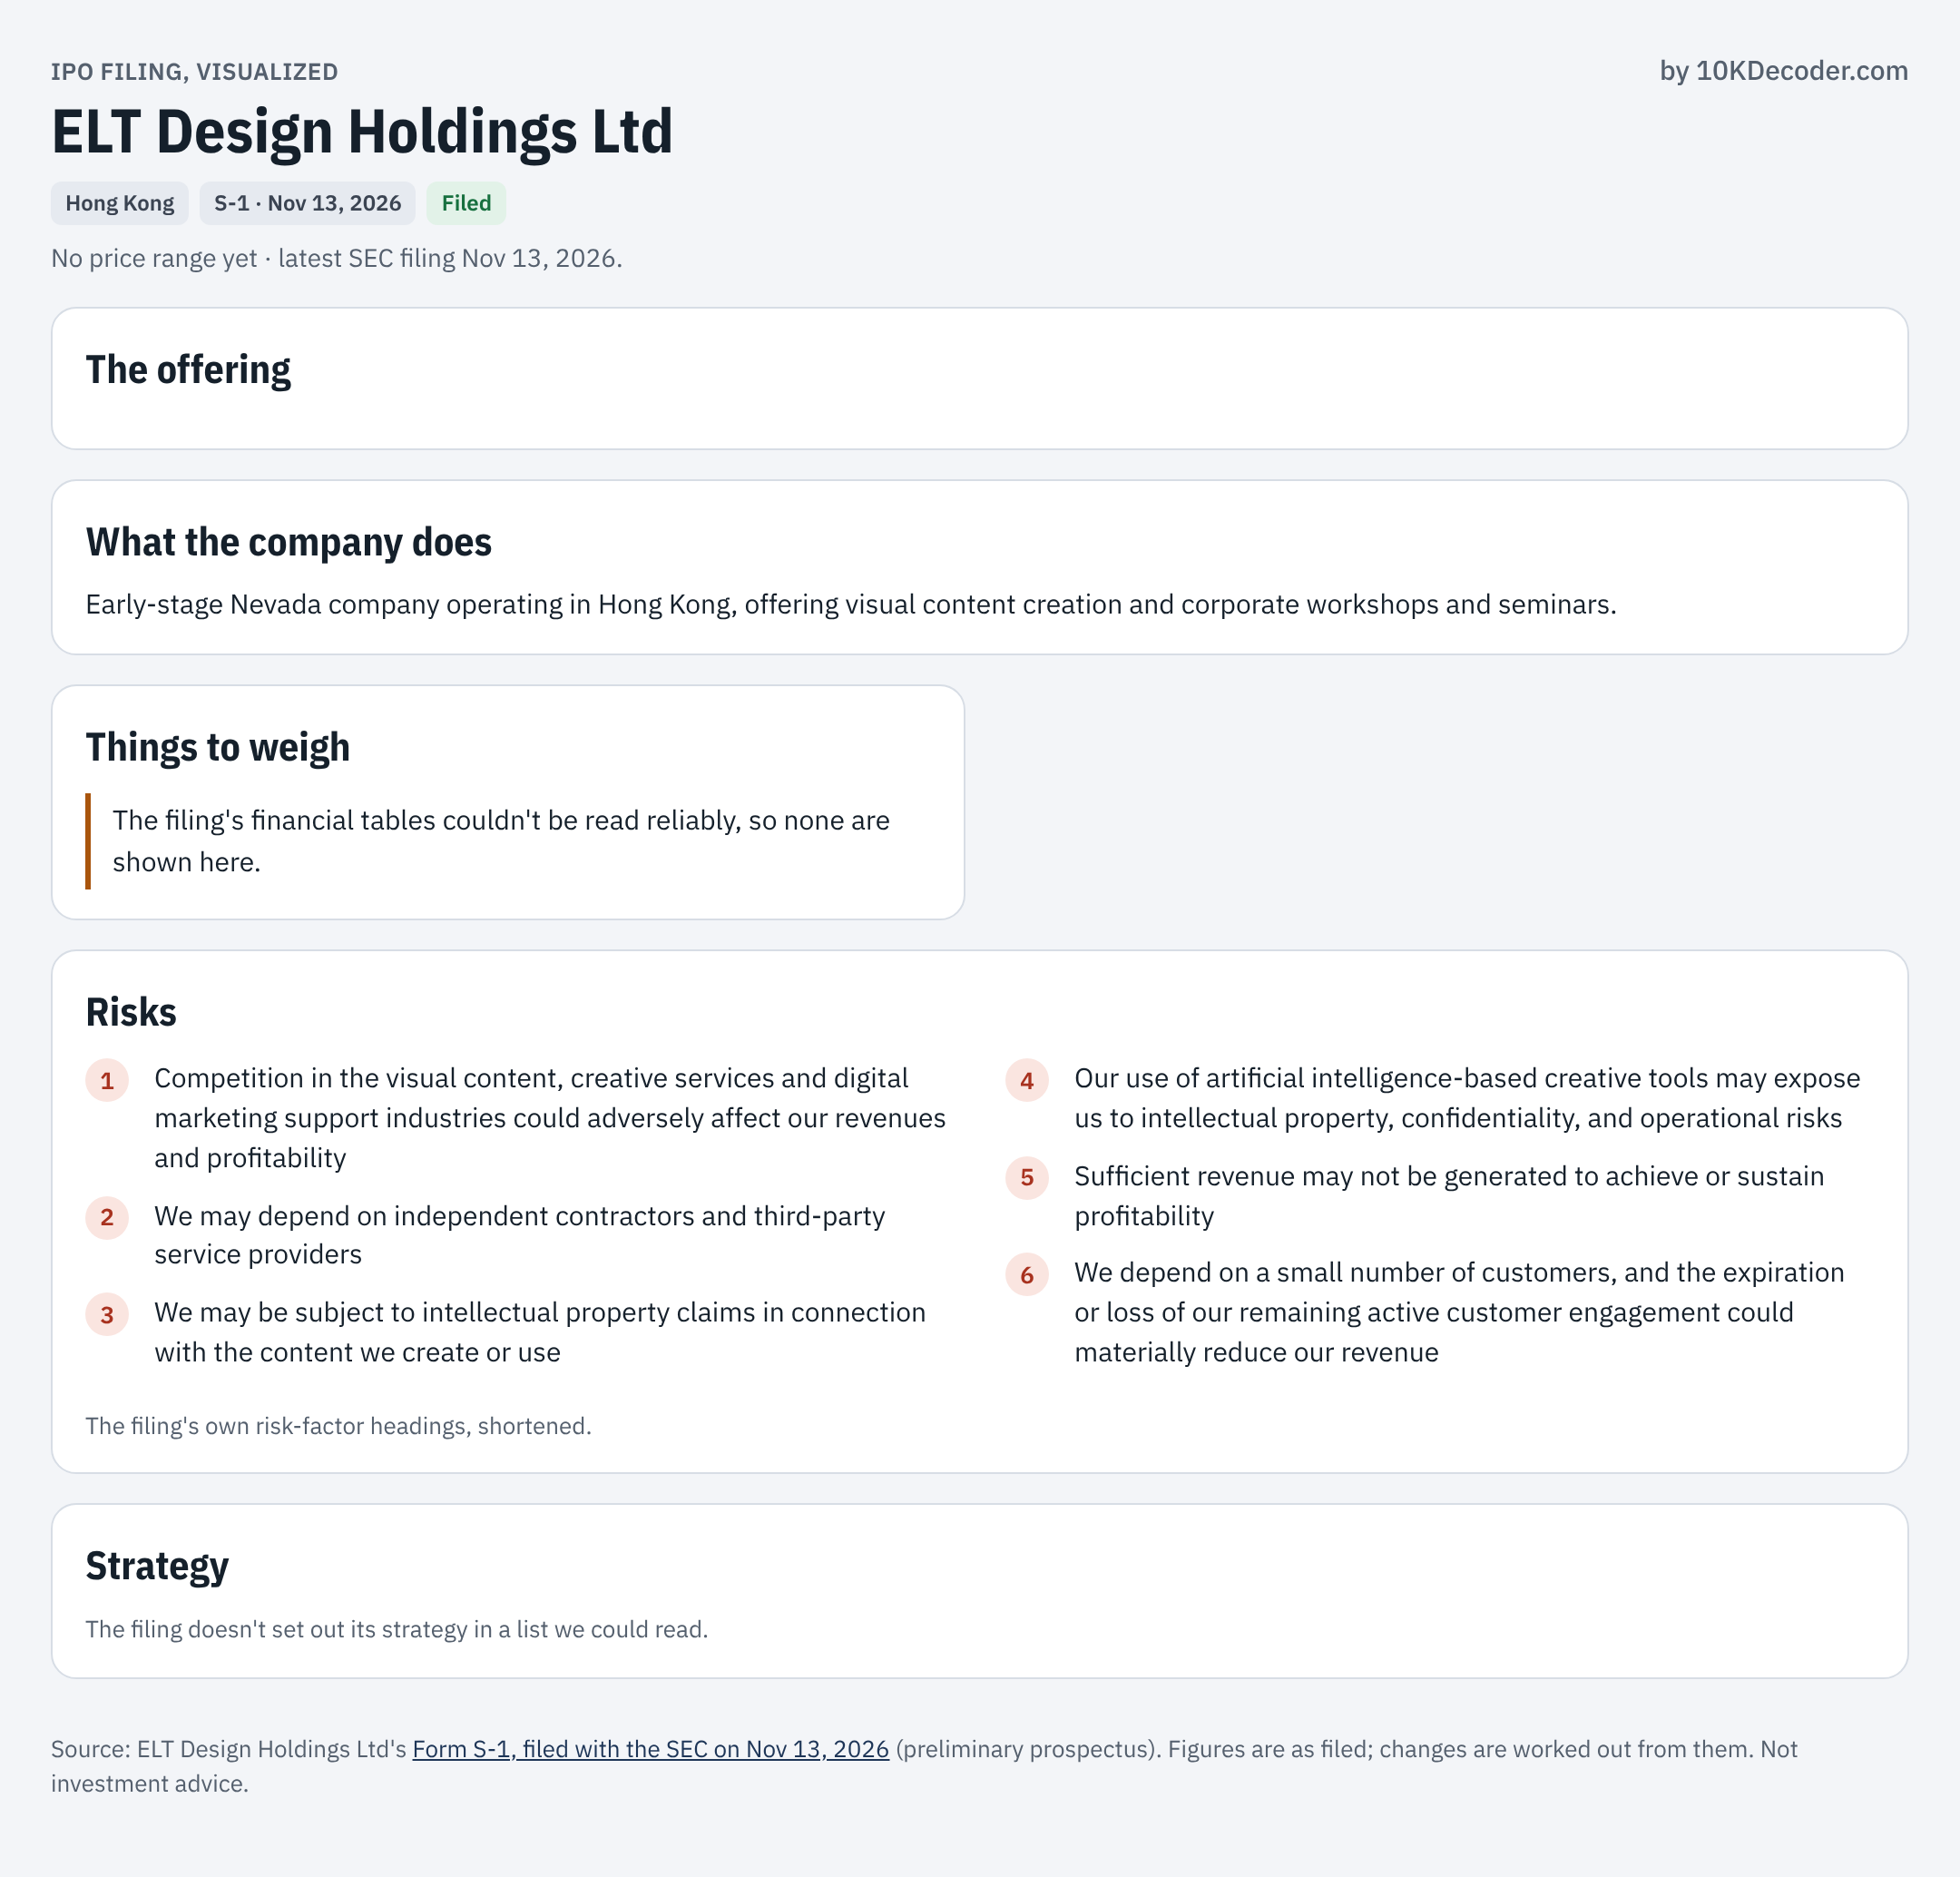 IPO FILING, VISUALIZED
by 10KDecoder.com
ELT Design Holdings Ltd
Hong Kong
S-1 · Nov 13, 2026
Filed
No price range yet · latest SEC filing Nov 13, 2026.
The offering
What the company does
Early-stage Nevada company operating in Hong Kong, offering visual content creation and corporate workshops and seminars.
Things to weigh
The filing's financial tables couldn't be read reliably, so none are
shown here.
Risks
1
Competition in the visual content, creative services and digital
marketing support industries could adversely affect our revenues
and profitability
2
We may depend on independent contractors and third-party
service providers
3
We may be subject to intellectual property claims in connection
with the content we create or use
4
Our use of artificial intelligence-based creative tools may expose
us to intellectual property, confidentiality, and operational risks
5
Sufficient revenue may not be generated to achieve or sustain
profitability
6
We depend on a small number of customers, and the expiration
or loss of our remaining active customer engagement could
materially reduce our revenue
The filing's own risk-factor headings, shortened.
Strategy
The filing doesn't set out its strategy in a list we could read.
Source: ELT Design Holdings Ltd's Form S-1, filed with the SEC on Nov 13, 2026 (preliminary prospectus). Figures are as filed; changes are worked out from them. Not
investment advice.